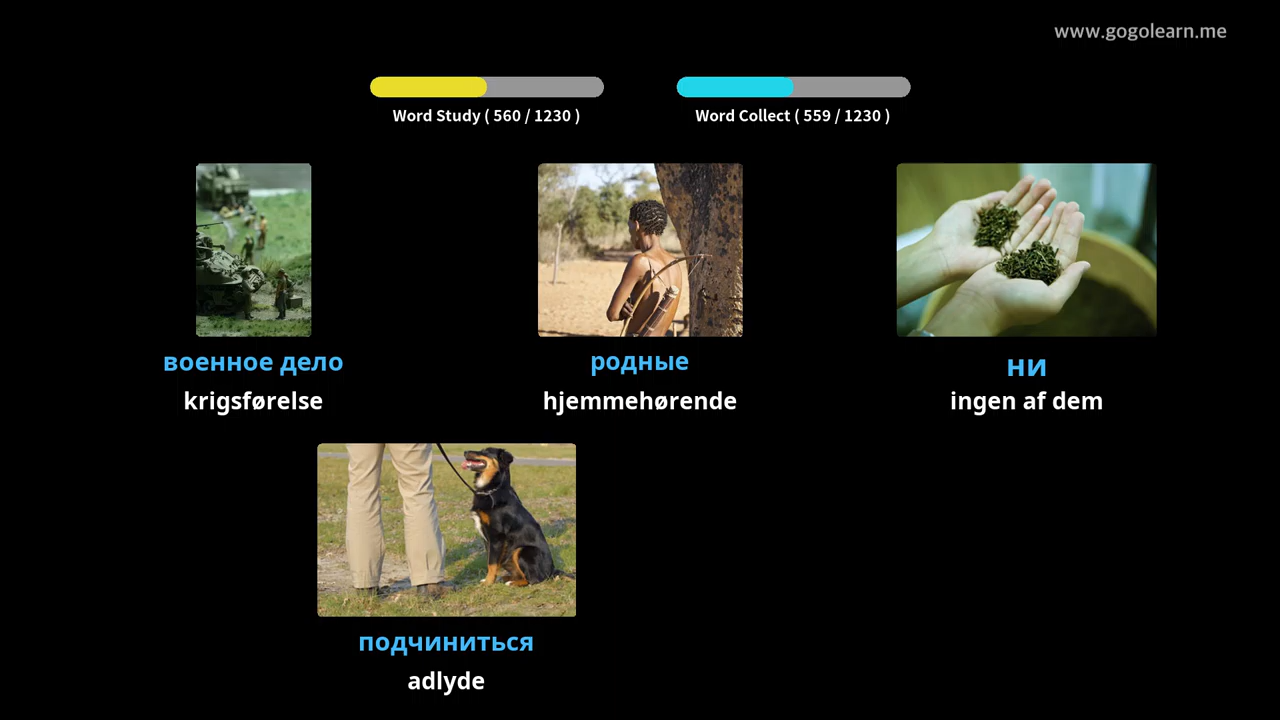 www.gogolearn.me
Word Study ( 560 / 1230 )
Word Collect ( 559 / 1230 )
военное дело
krigsførelse
родные
hjemmehørende
ни
ingen af dem
подчиниться
adlyde